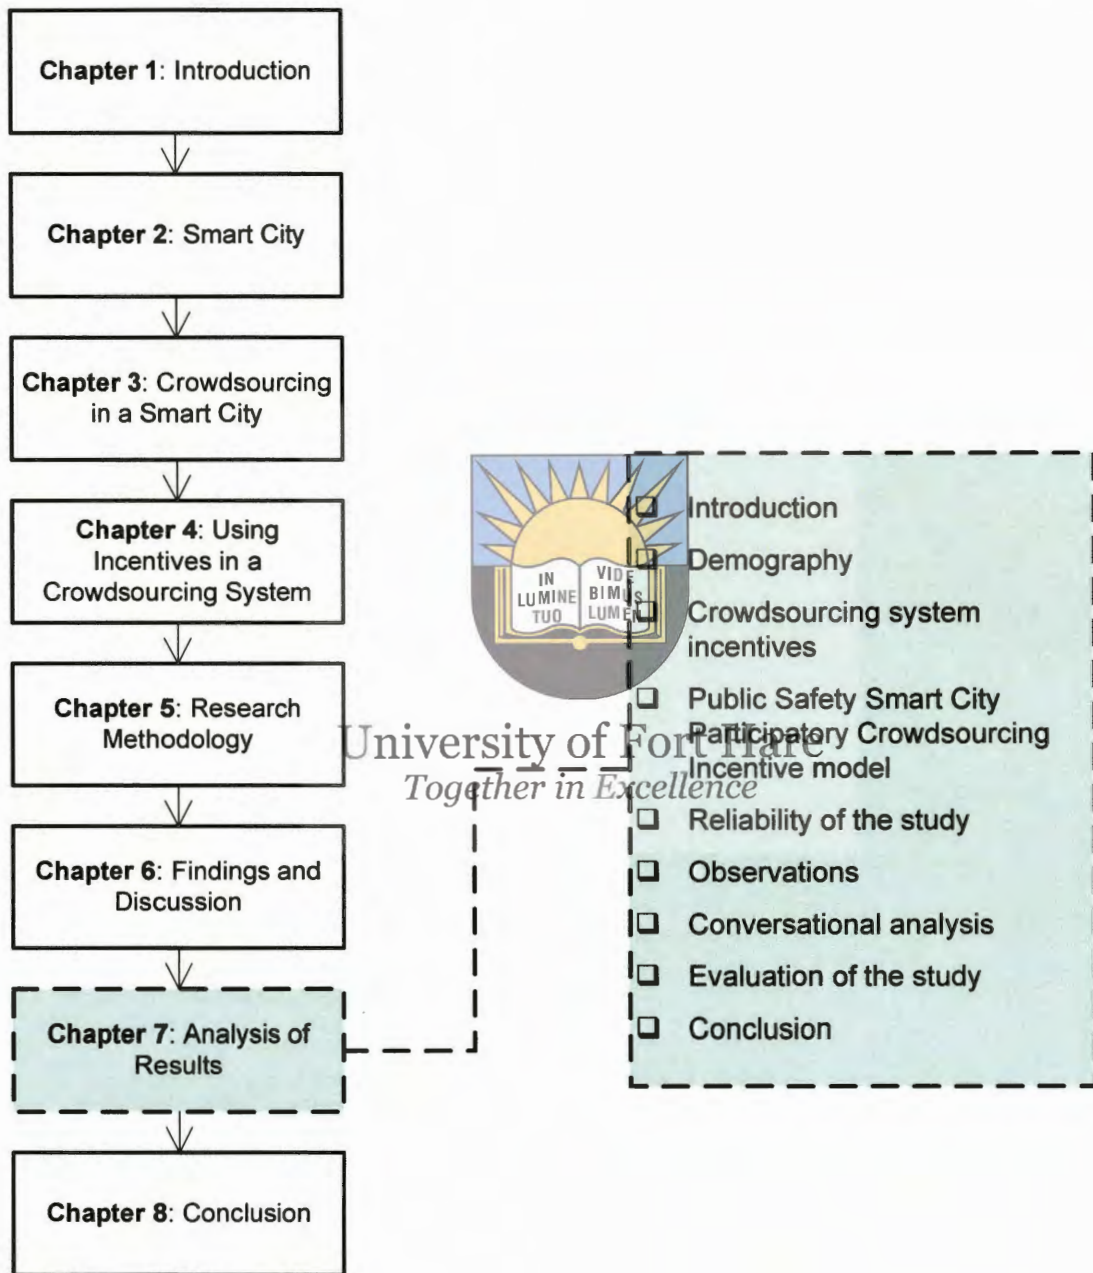 Chapter 1: Introduction
Chapter 2: Smart City
Chapter 3: Crowdsourcing
in a Smart City
Chapter 4: Using
Incentives in a
Crowdsourcing System
Chapter 5: Research
Methodology
Chapter 6: Findings and
Discussion
Chapter 7: Analysis of
Results
Chapter 8: Conclusion
IN
LUMINE
TUO
VIDE
BIMUS
LUMEN
University of Fort Hare
Together in Excellence
Introduction
Demography
Crowdsourcing system
incentives
Public Safety Smart City
Participatory Crowdsourcing
Incentive model
Reliability of the study
Observations
Conversational analysis
Evaluation of the study
Conclusion